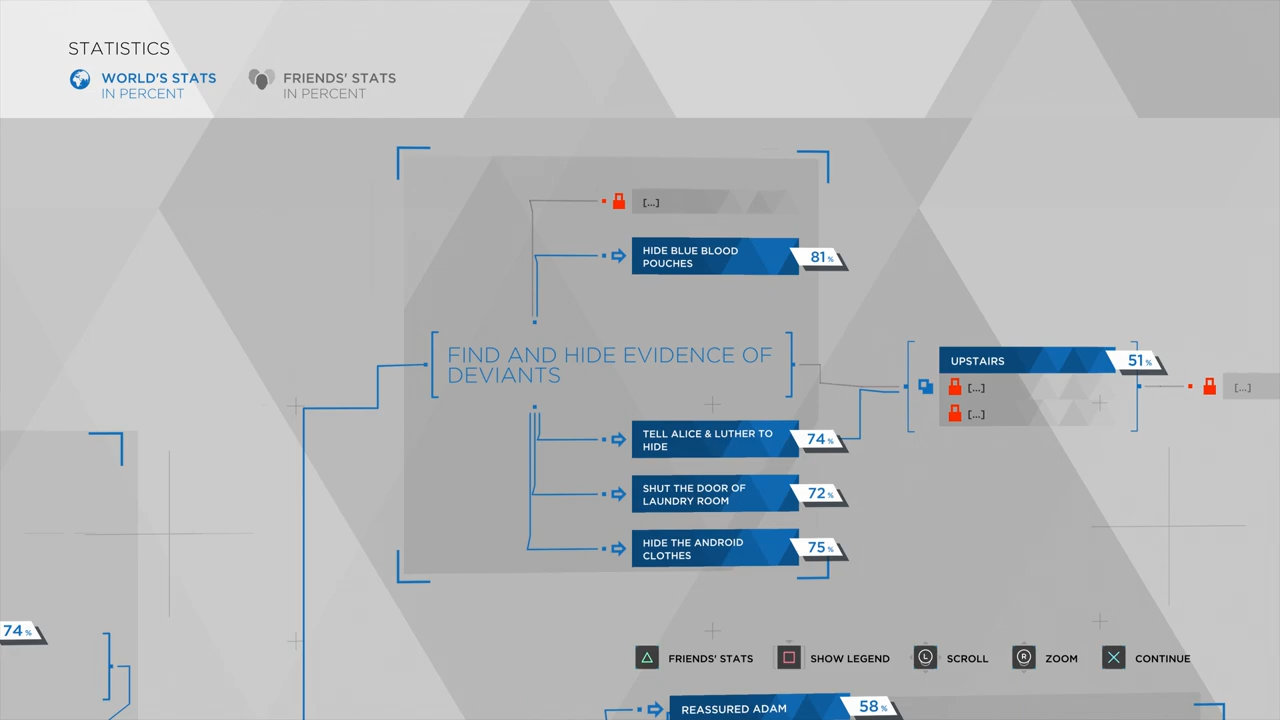 STATISTICS
WORLD'S STATS
IN PERCENT
FRIENDS' STATS
IN PERCENT
[...]
HIDE BLUE BLOOD
POUCHES
81%
FIND AND HIDE EVIDENCE OF
DEVIANTS
UPSTAIRS
51%
[...]
[...]
[...]
TELL ALICE & LUTHER TO
HIDE
74%
SHUT THE DOOR OF
LAUNDRY ROOM
72%
HIDE THE ANDROID
CLOTHES
75%
74%
FRIENDS' STATS
SHOW LEGEND
L
SCROLL
R
ZOOM
CONTINUE
REASSURED ADAM
58%